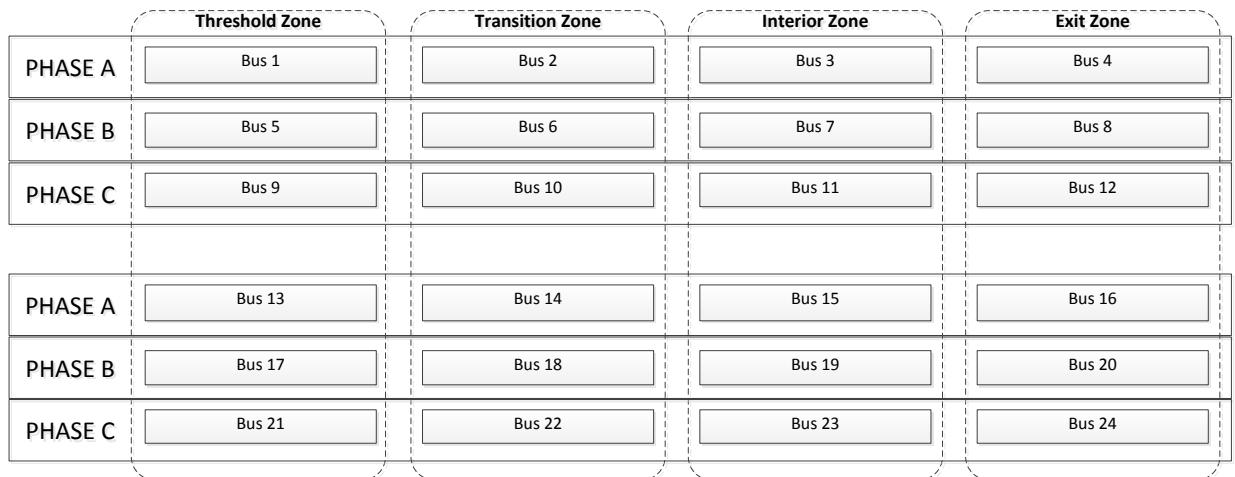 Threshold Zone Transition Zone Interior Zone Exit Zone
PHASE A Bus 1 Bus 2 Bus 3 Bus 4
PHASE B Bus 5 Bus 6 Bus 7 Bus 8
PHASE C Bus 9 Bus 10 Bus 11 Bus 12
PHASE A Bus 13 Bus 14 Bus 15 Bus 16
PHASE B Bus 17 Bus 18 Bus 19 Bus 20
PHASE C Bus 21 Bus 22 Bus 23 Bus 24